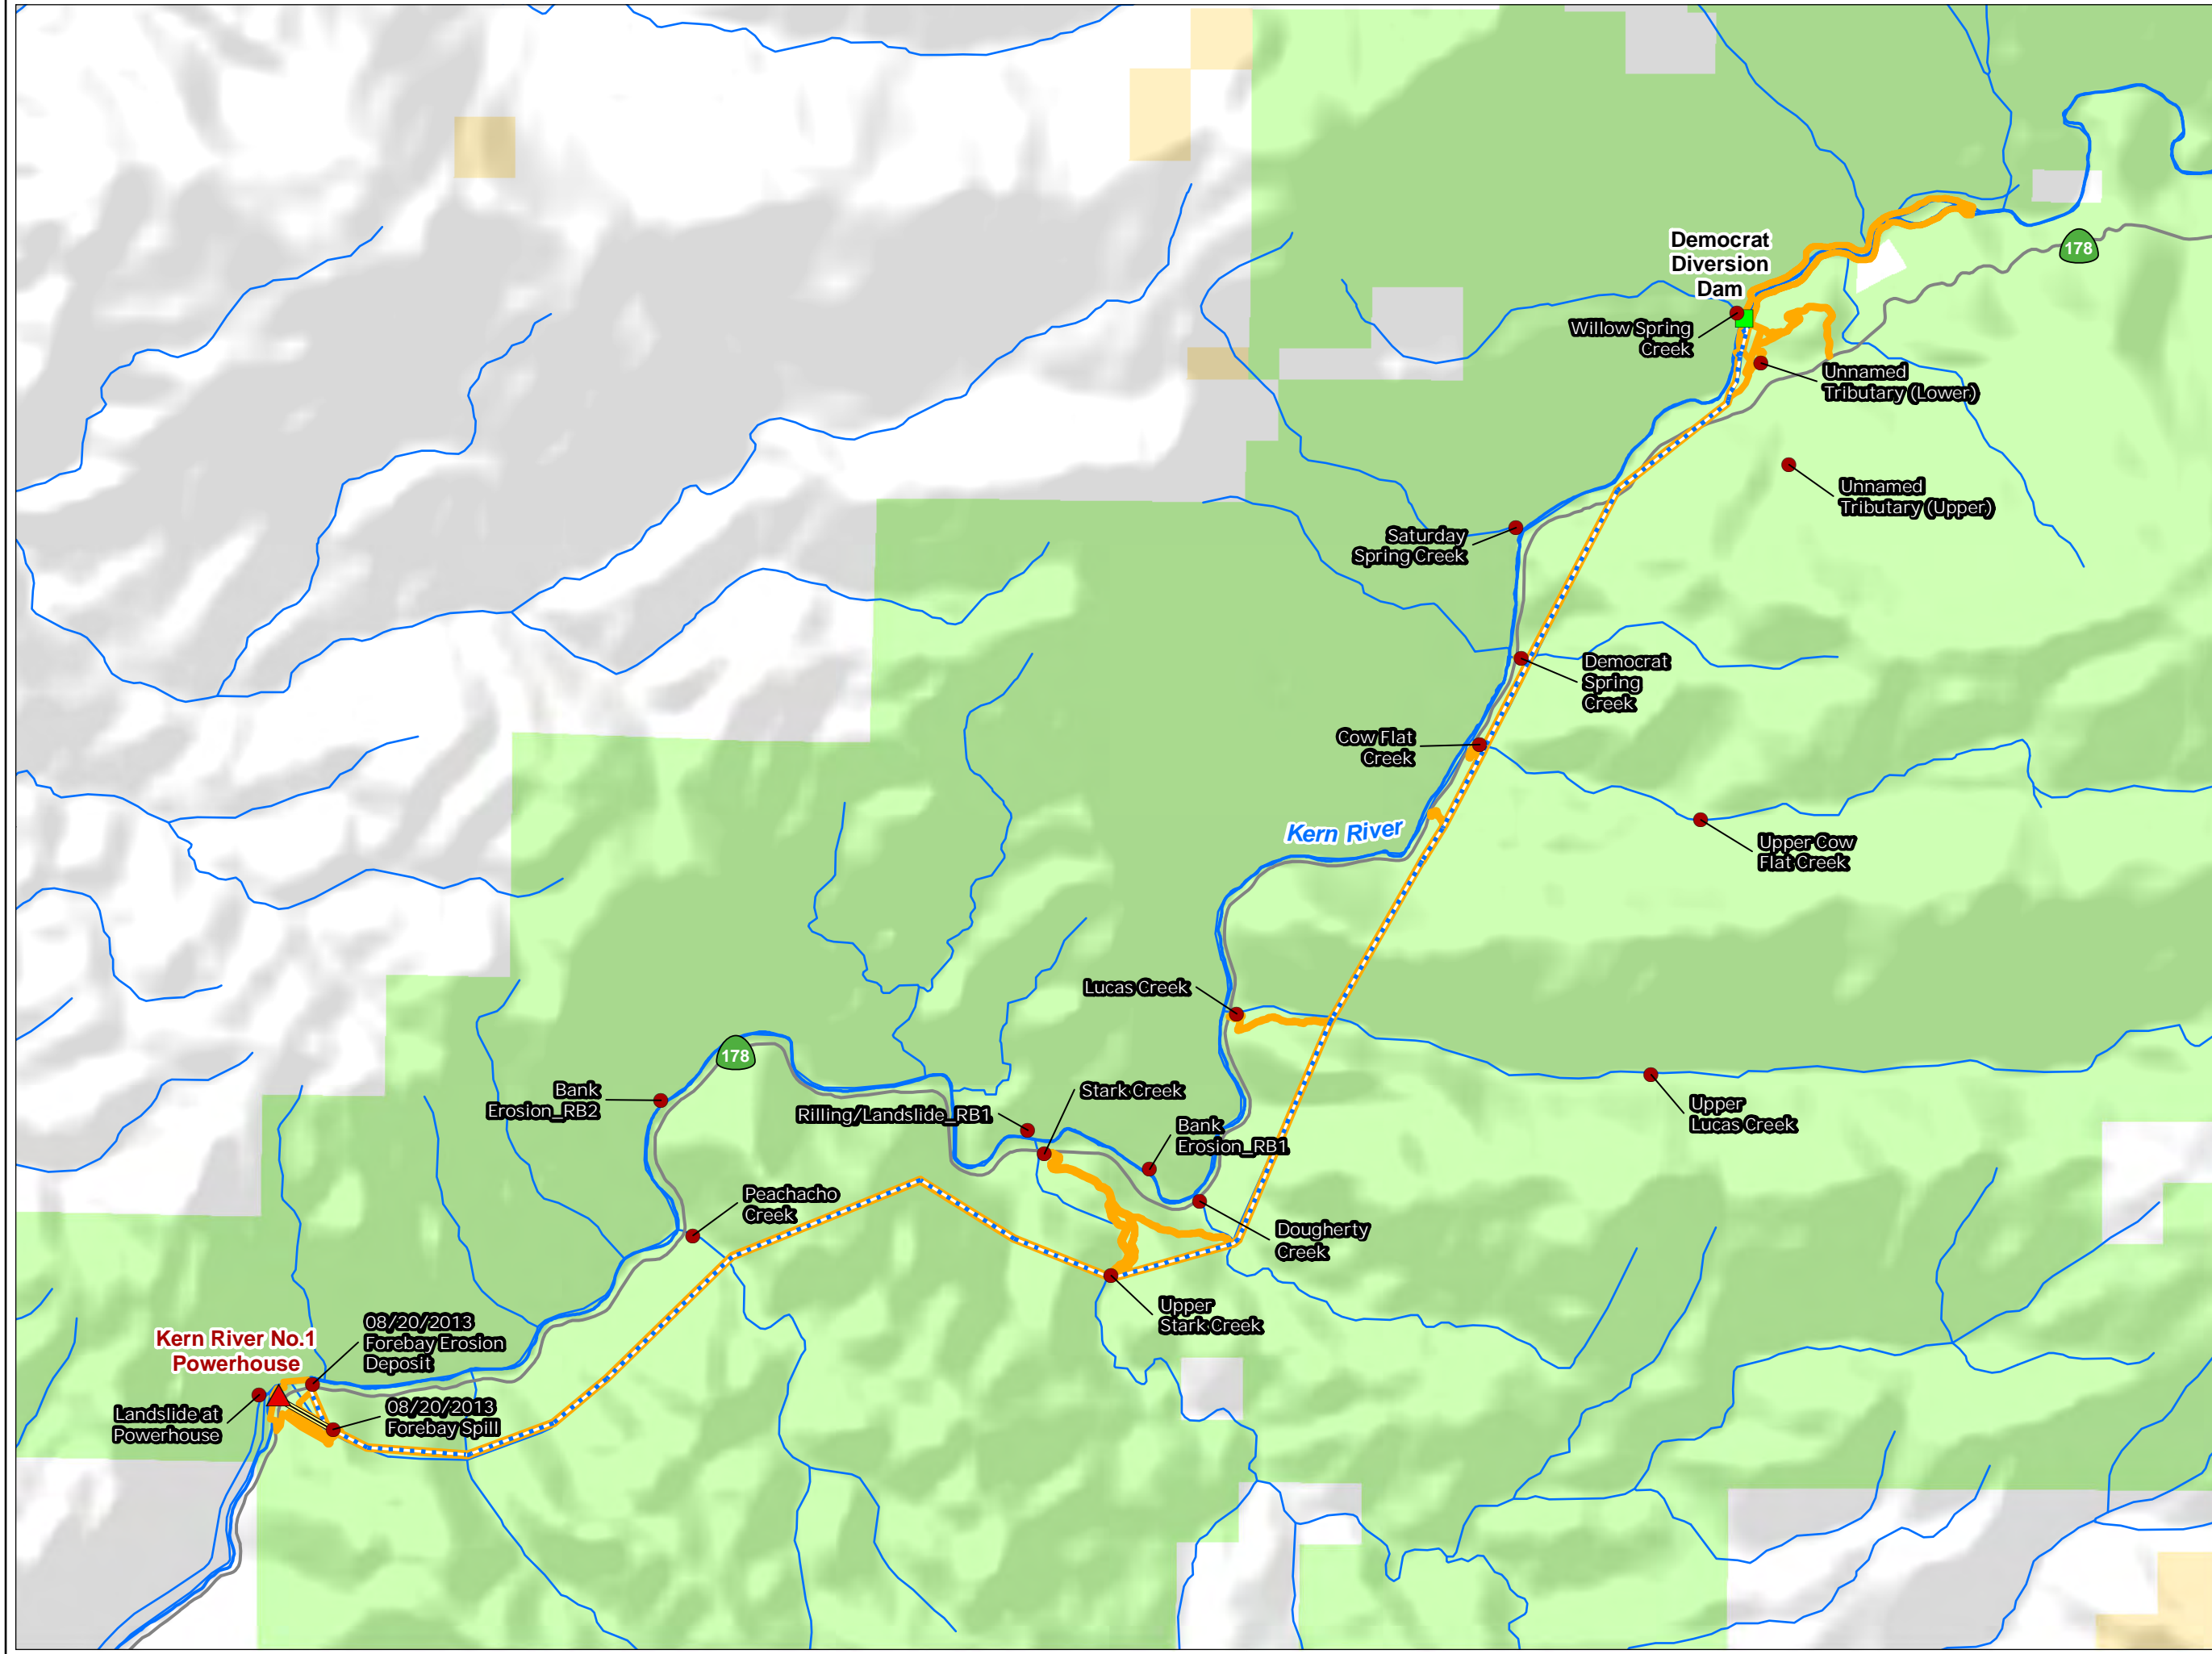 Democrat
Diversion
Dam
178
Willow Spring
Creek
Unnamed
Tributary (Lower)
Unnamed
Tributary (Upper)
Saturday
Spring Creek
Democrat
Spring
Creek
Cow Flat
Creek
Kern River
Upper Cow
Flat Creek
Lucas Creek
178
Bank
Erosion_RB2
Stark Creek
Rilling/Landslide_RB1
Bank
Erosion_RB1
Upper
Lucas Creek
Peachacho
Creek
Dougherty
Creek
Upper
Stark Creek
Kern River No.1
Powerhouse
08/20/2013
Forebay Erosion
Deposit
Landslide at
Powerhouse
08/20/2013
Forebay Spill